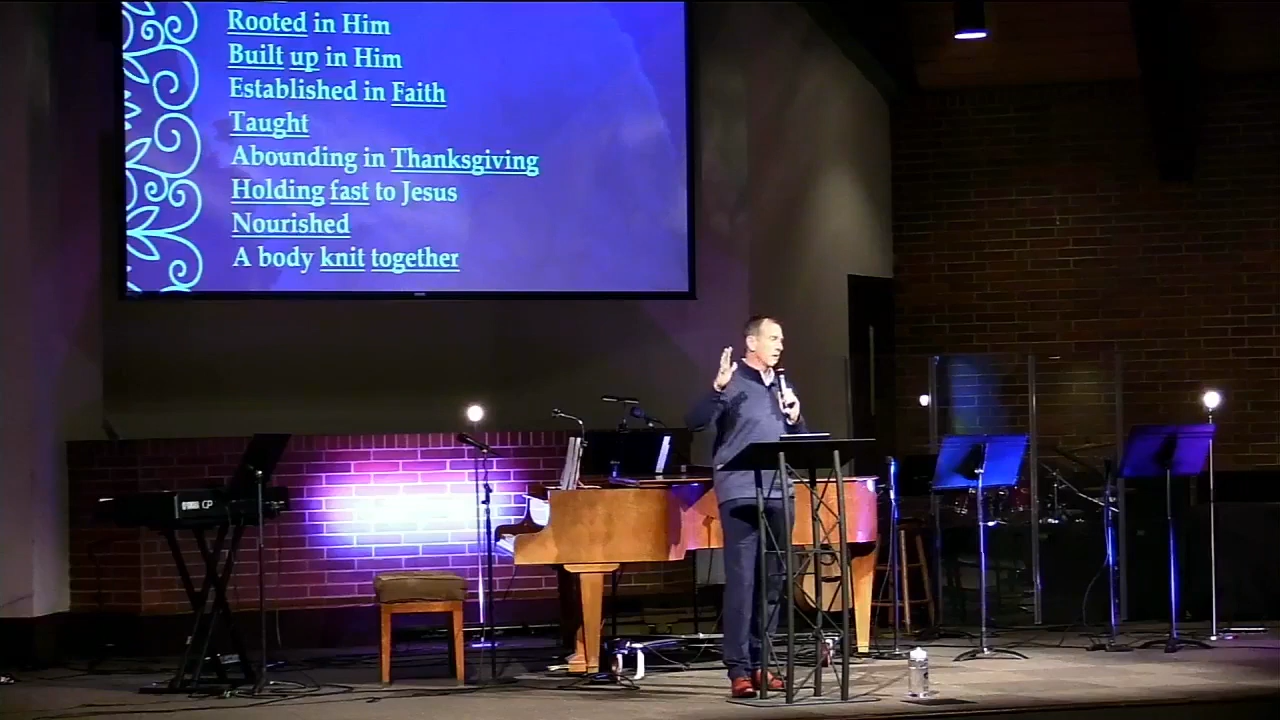 Rooted in Him
Built up in Him
Established in Faith
Taught
Abounding in Thanksgiving
Holding fast to Jesus
Nourished
A body knit together
CP